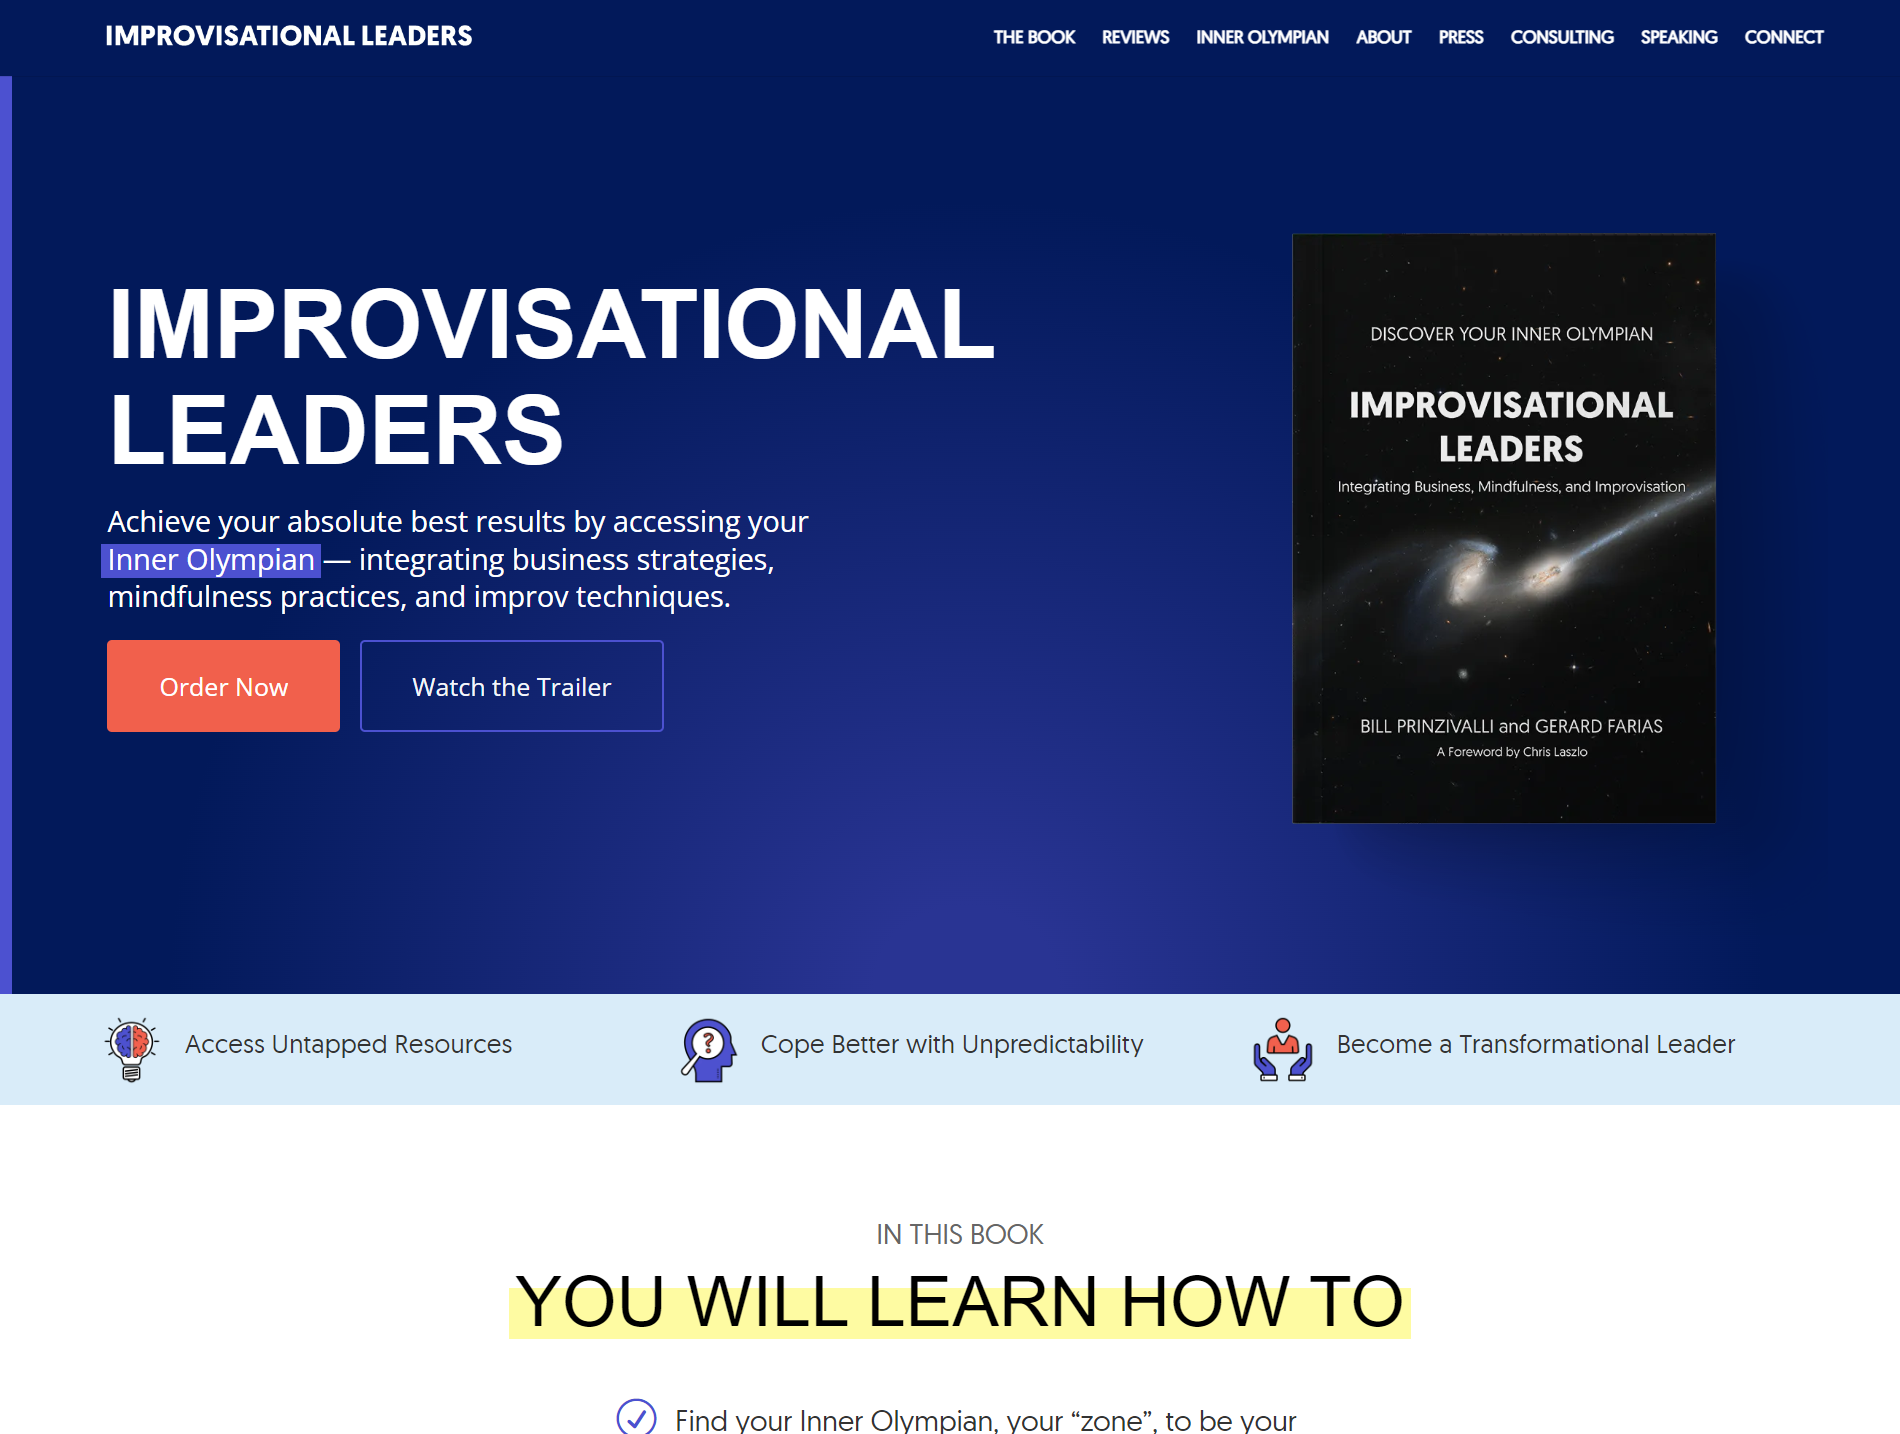 IMPROVISATIONAL LEADERS
THE BOOK REVIEWS INNER OLYMPIAN ABOUT PRESS CONSULTING SPEAKING CONNECT
IMPROVISATIONAL
LEADERS
Achieve your absolute best results by accessing your
Inner Olympian — integrating business strategies,
mindfulness practices, and improv techniques.
Order Now
Watch the Trailer
DISCOVER YOUR INNER OLYMPIAN
IMPROVISATIONAL
LEADERS
Integrating Business, Mindfulness, and Improvisation
BILL PRINZIVALLI and GERARD FARIAS
A Foreword by Chris Laszlo
Access Untapped Resources
Cope Better with Unpredictability
Become a Transformational Leader
IN THIS BOOK
YOU WILL LEARN HOW TO
Find your Inner Olympian, your “zone”, to be your